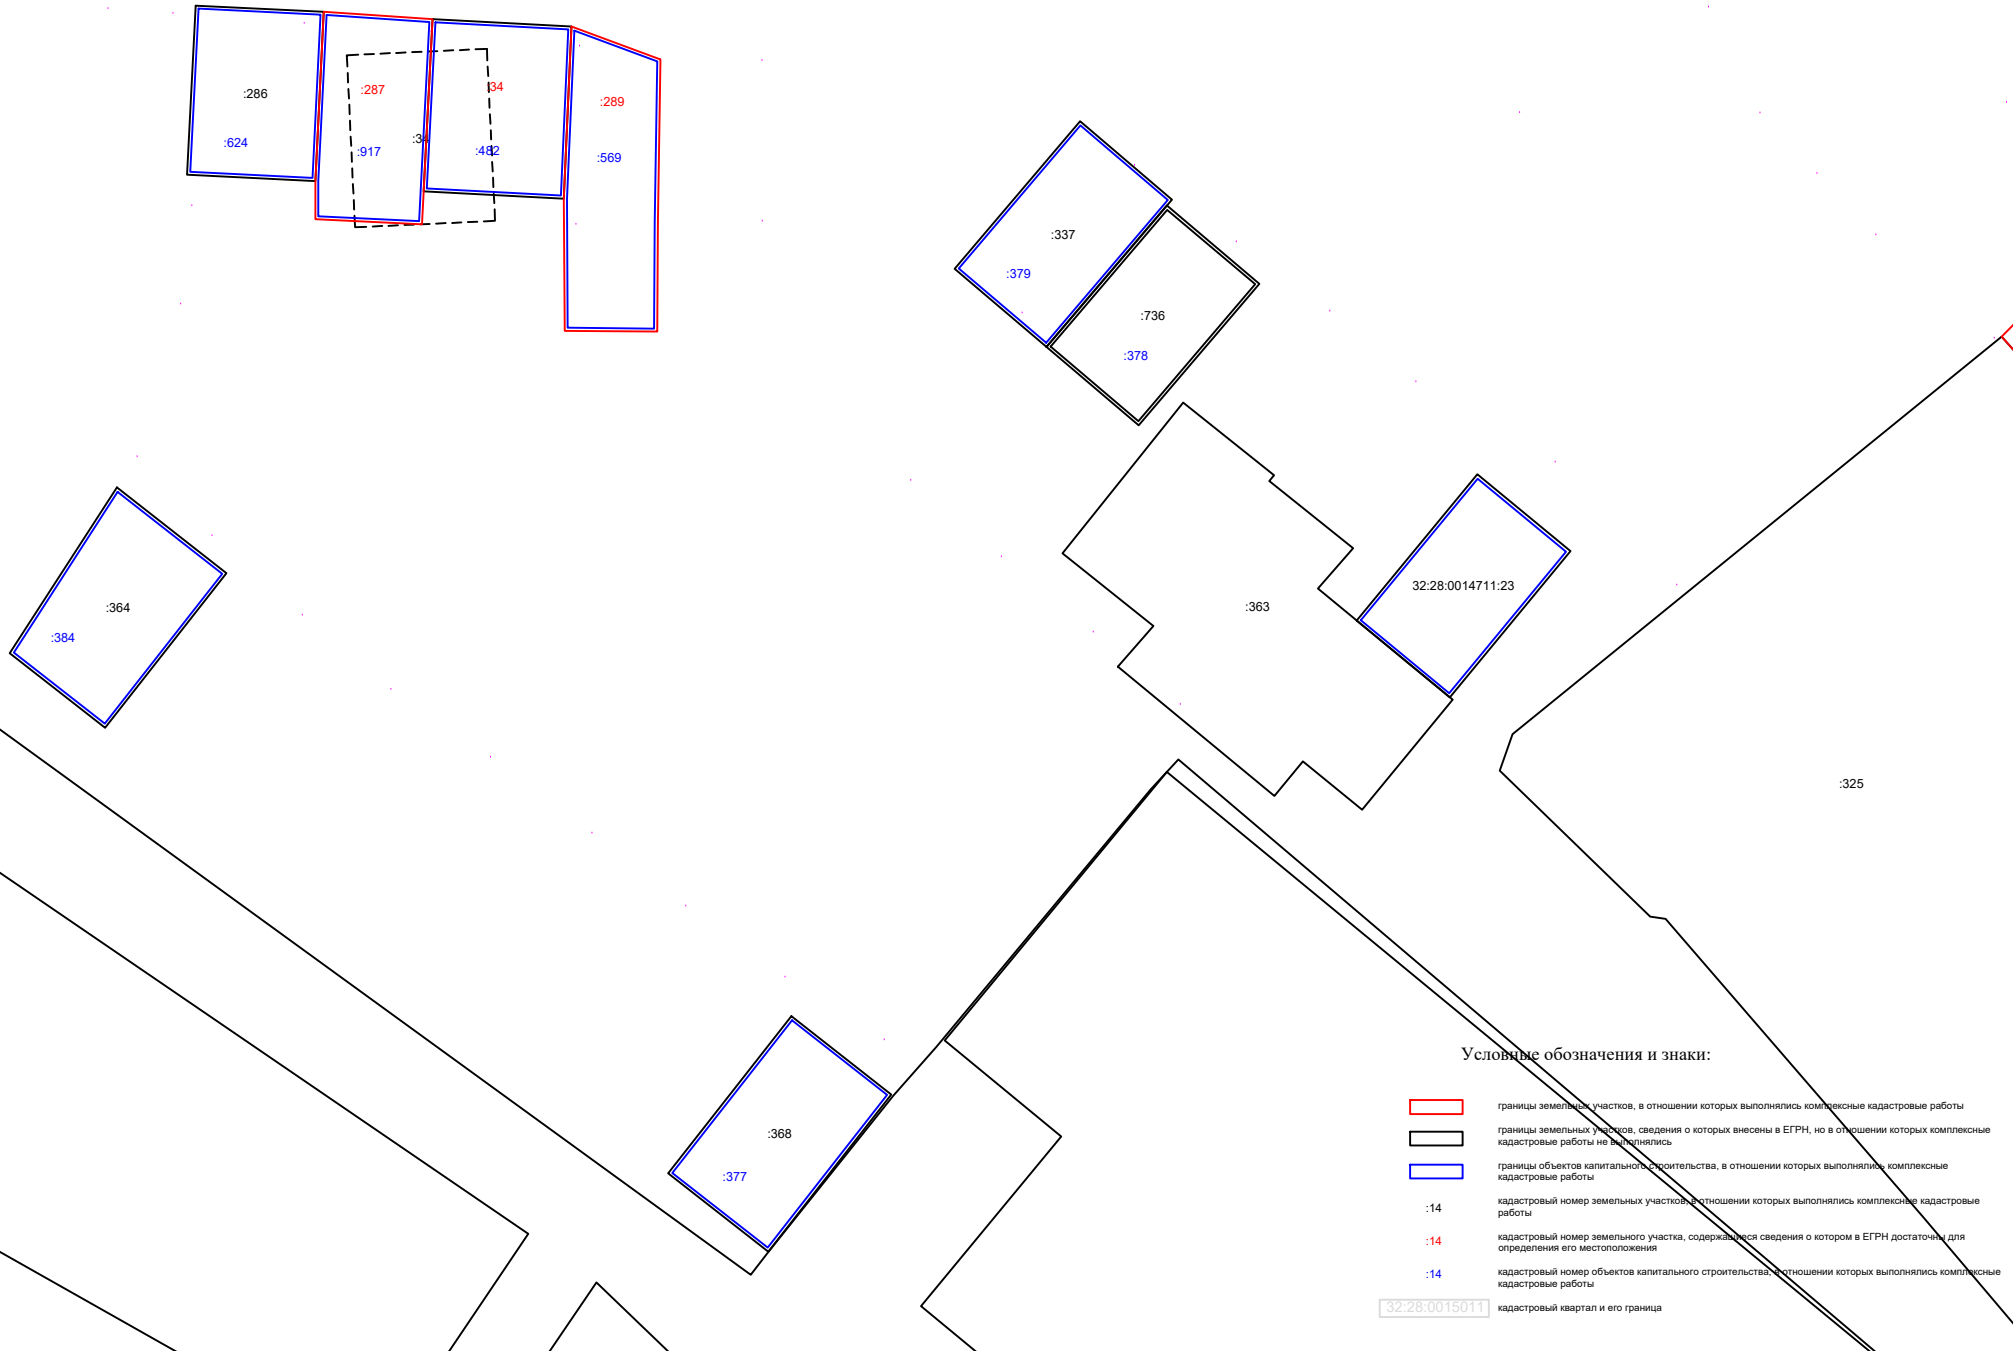 :286
:624
:287
:917
:34
34
:482
:289
:569
:337
:379
:736
:378
:364
:384
:363
32:28:0014711:23
:325
:368
:377
Условные обозначения и знаки:
границы земельных участков, в отношении которых выполнялись комплексные кадастровые работы
границы земельных участков, сведения о которых внесены в ЕГРН, но в отношении которых комплексные
кадастровые работы не выполнялись
границы объектов капитального строительства, в отношении которых выполнялись комплексные
кадастровые работы
:14
кадастровый номер земельных участков, в отношении которых выполнялись комплексные кадастровые
работы
:14
кадастровый номер земельного участка, содержащиеся сведения о котором в ЕГРН достаточны для
определения его местоположения
:14
кадастровый номер объектов капитального строительства, в отношении которых выполнялись комплексные
кадастровые работы
32:28:0015011
кадастровый квартал и его граница